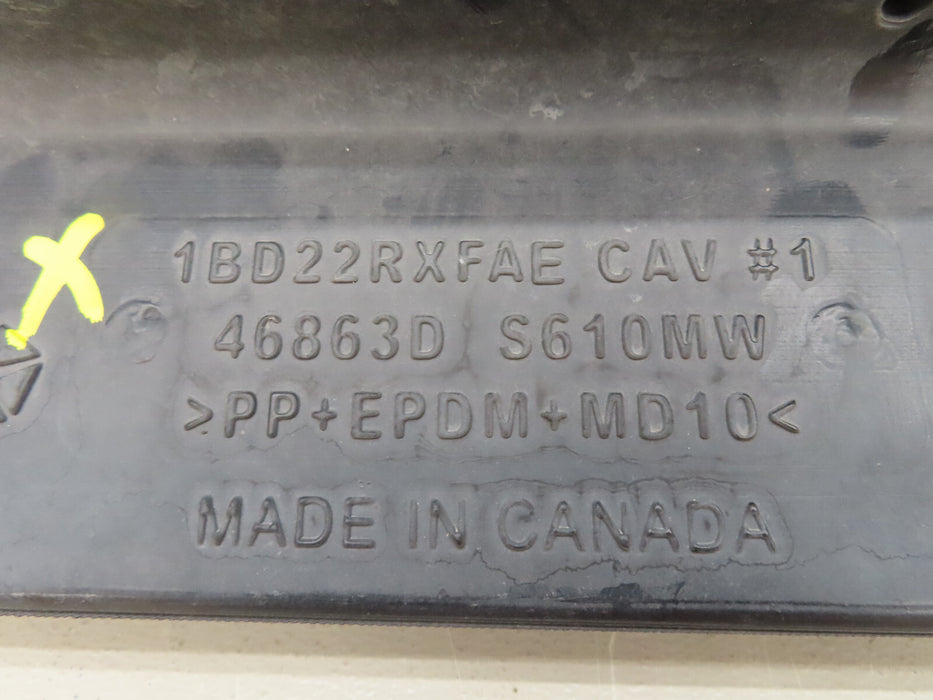 1BD22RXFAE CAV #1
46863D S610MW
>PP+EPDM+MD10<
MADE IN CANADA